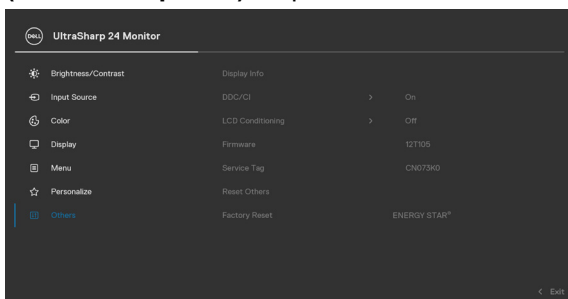 DELL UltraSharp 24 Monitor
Brightness/Contrast Display Info
Input Source DDC/CI > On
Color LCD Conditioning > Off
Display Firmware 12T105
Menu Service Tag CN073K0
Personalize Reset Others
Others Factory Reset ENERGY STAR®
< Exit